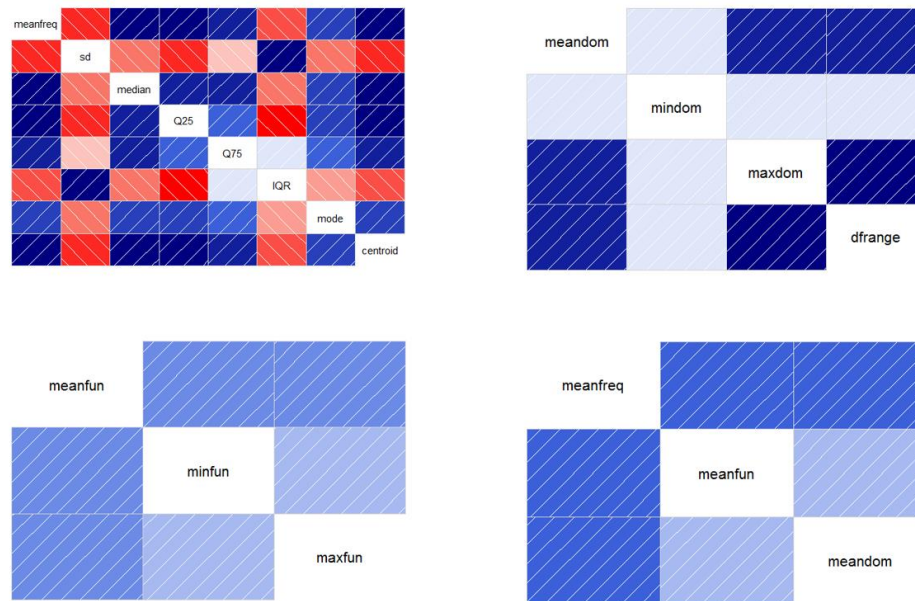 meanfreq
sd
median
Q25
Q75
IQR
mode
centroid
meandom
mindom
maxdom
dfrange
meanfun
minfun
maxfun
meanfreq
meanfun
meandom